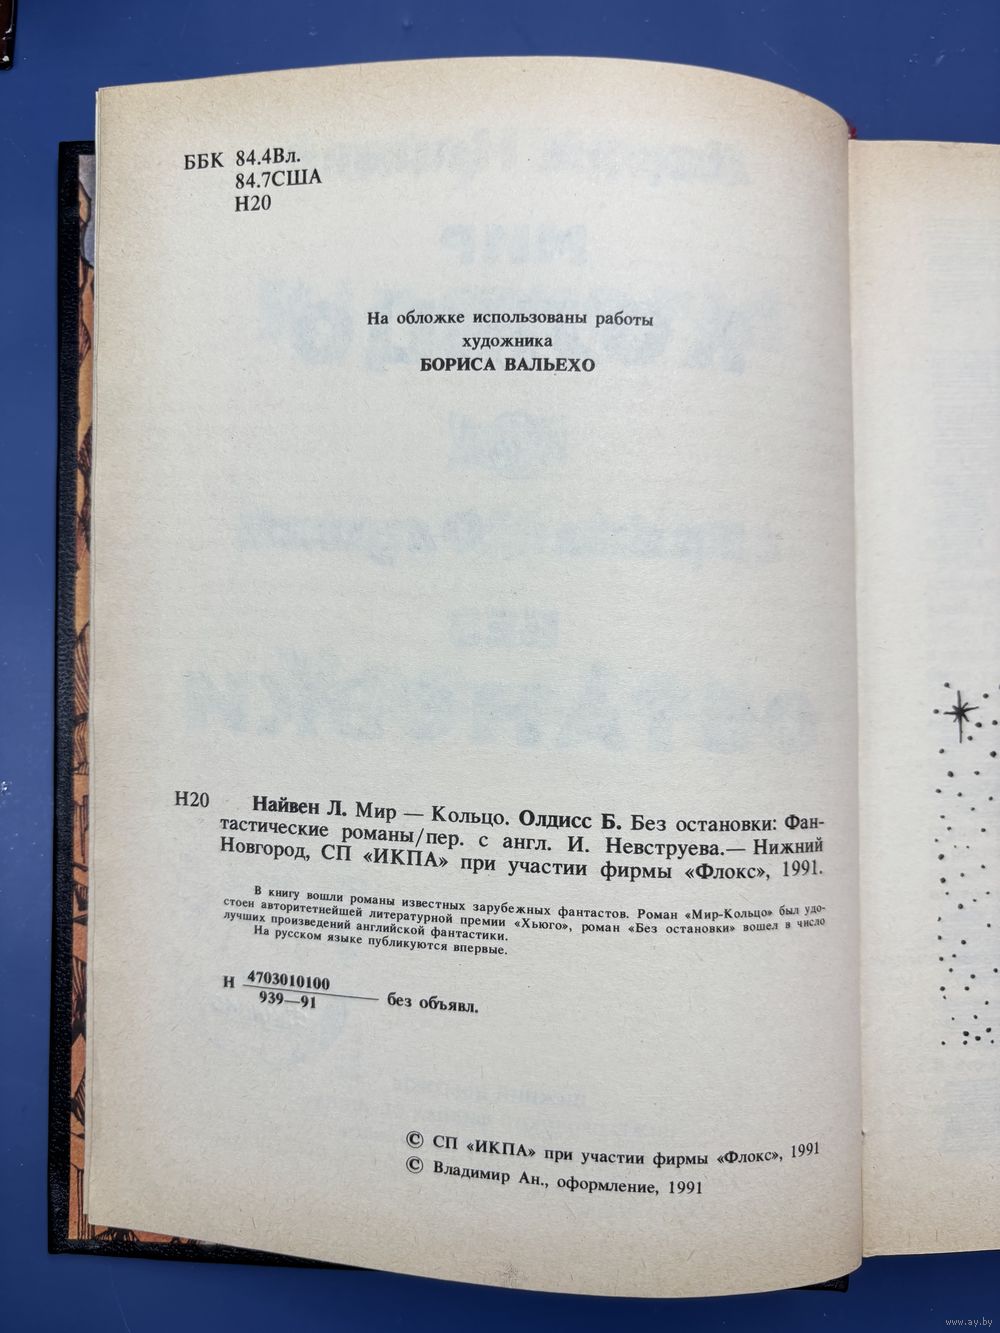 ББК 84.4Вл.
84.7США
Н20
На обложке использованы работы
художника
БОРИСА ВАЛЬЕХО
Н20 Найвен Л. Мир — Кольцо. Олдисс Б. Без остановки: Фан-
тастические романы/пер. с англ. И. Невструева.— Нижний
Новгород, СП «ИКПА» при участии фирмы «Флокс», 1991.
В книгу вошли романы известных зарубежных фантастов. Роман «Мир-Кольцо» был удо-
стоен авторитетнейшей литературной премии «Хьюго», роман «Без остановки» вошел в число
лучших произведений английской фантастики.
На русском языке публикуются впервые.
Н 4703010100
939—91 — без объявл.
© СП «ИКПА» при участии фирмы «Флокс», 1991
© Владимир Ан., оформление, 1991
www.ay.by